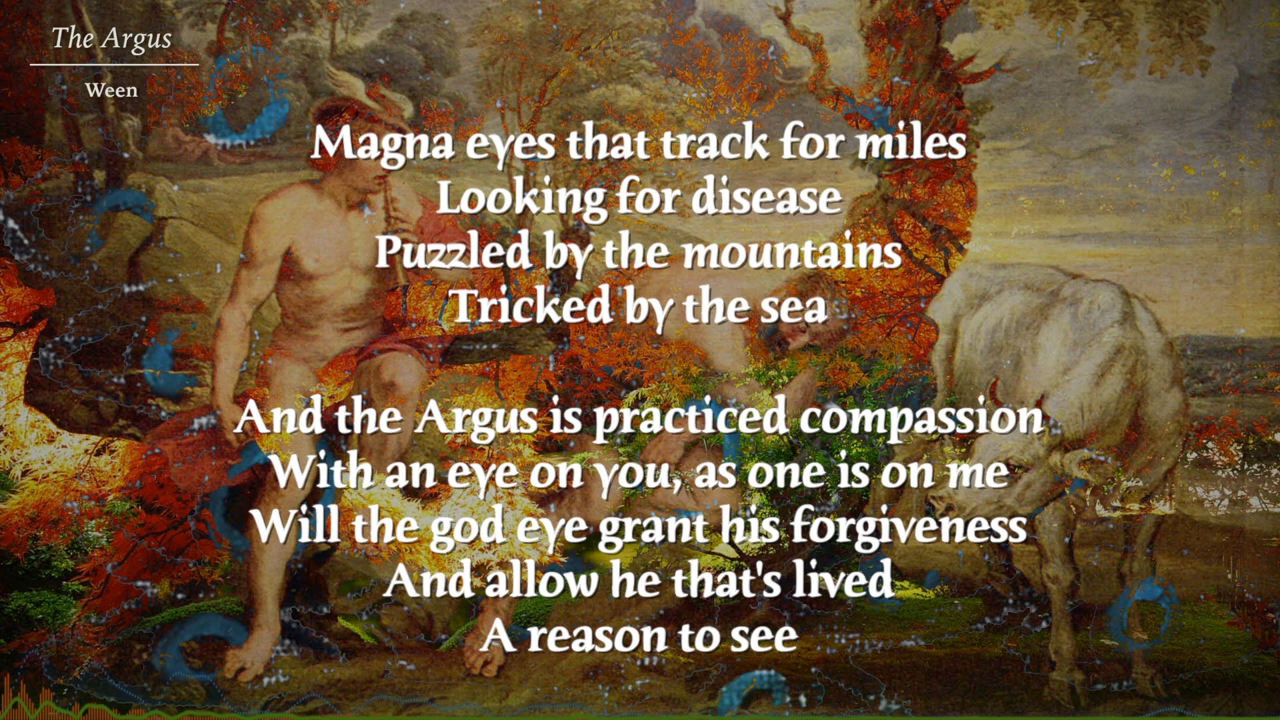 The Argus
Ween
Magna eyes that track for miles
Looking for disease
Puzzled by the mountains
Tricked by the sea
And the Argus is practiced compassion
With an eye on you, as one is on me
Will the god eye grant his forgiveness
And allow he that's lived
A reason to see